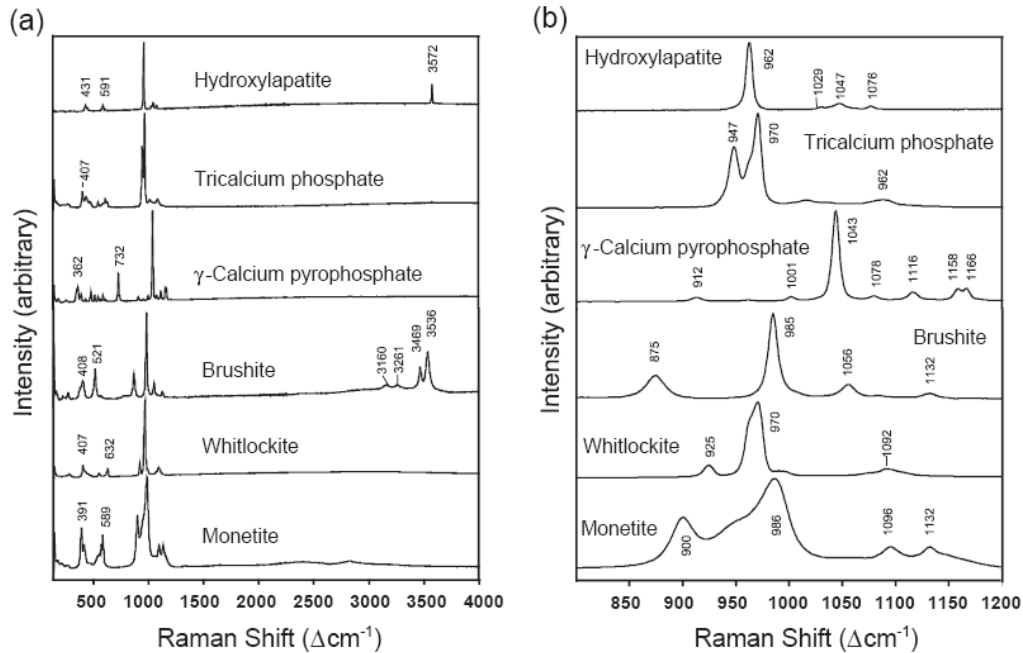 (a)
Intensity (arbitrary)
Hydroxylapatite
431
591
3572
Tricalcium phosphate
407
γ-Calcium pyrophosphate
362
732
Brushite
408
521
3160
3261
3469
3536
Whitlockite
407
632
Monetite
391
589
500 1000 1500 2000 2500 3000 3500 4000
Raman Shift (Δcm⁻¹)
(b)
Intensity (arbitrary)
Hydroxylapatite
962
1029
1047
1076
Tricalcium phosphate
947
970
962
γ-Calcium pyrophosphate
912
1001
1043
1078
1116
1158
1166
Brushite
875
985
1056
1132
Whitlockite
925
970
1092
Monetite
900
986
1096
1132
850 900 950 1000 1050 1100 1150 1200
Raman Shift (Δcm⁻¹)